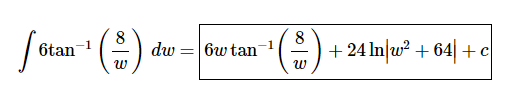 ∫ 6tan⁻¹(8/w) dw = 6w tan⁻¹(8/w) + 24 ln|w² + 64| + c